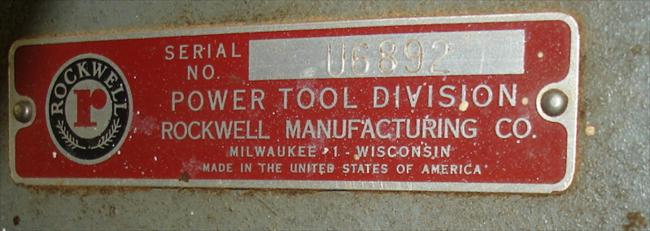 ROCKWELL
r
SERIAL NO. U6892
POWER TOOL DIVISION
ROCKWELL MANUFACTURING CO.
MILWAUKEE 1 - WISCONSIN
MADE IN THE UNITED STATES OF AMERICA